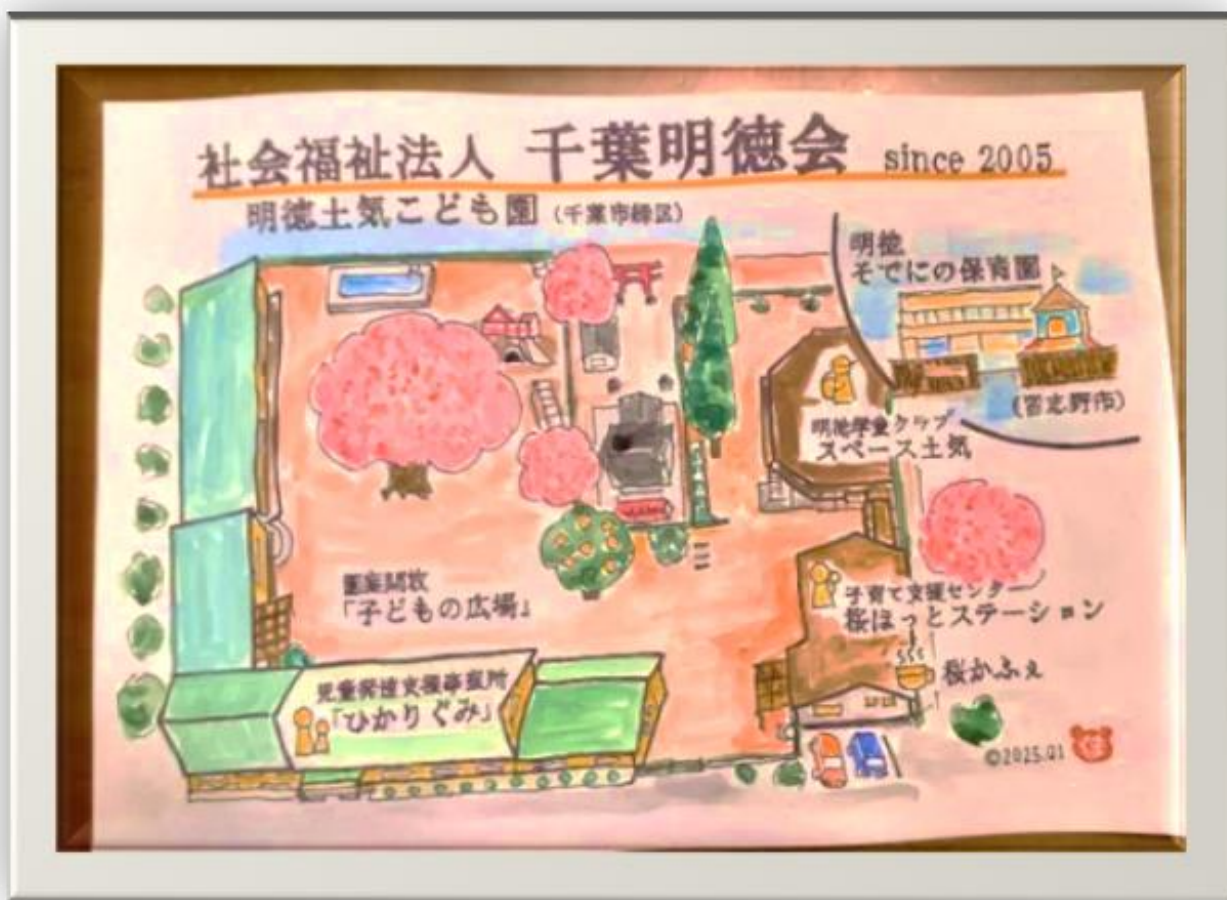 社会福祉法人 千葉明徳会 since 2005
明徳土気こども園 (千葉市緑区)
明徳
そでにの保育園
(習志野市)
明徳学童クラブ
スペース土気
園庭開放
「子どもの広場」
子育て支援センター
桜ほっとステーション
桜かふぇ
児童発達支援事業所
「ひかりぐみ」
©2025.01